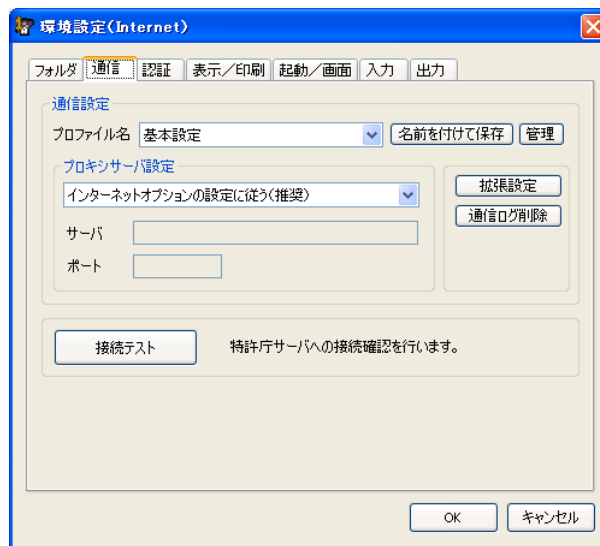 環境設定(Internet)
フォルダ 通信 認証 表示／印刷 起動／画面 入力 出力
通信設定
プロファイル名 基本設定 名前を付けて保存 管理
プロキシサーバ設定
インターネットオプションの設定に従う(推奨)
拡張設定
通信ログ削除
サーバ
ポート
接続テスト 特許庁サーバへの接続確認を行います。
OK キャンセル